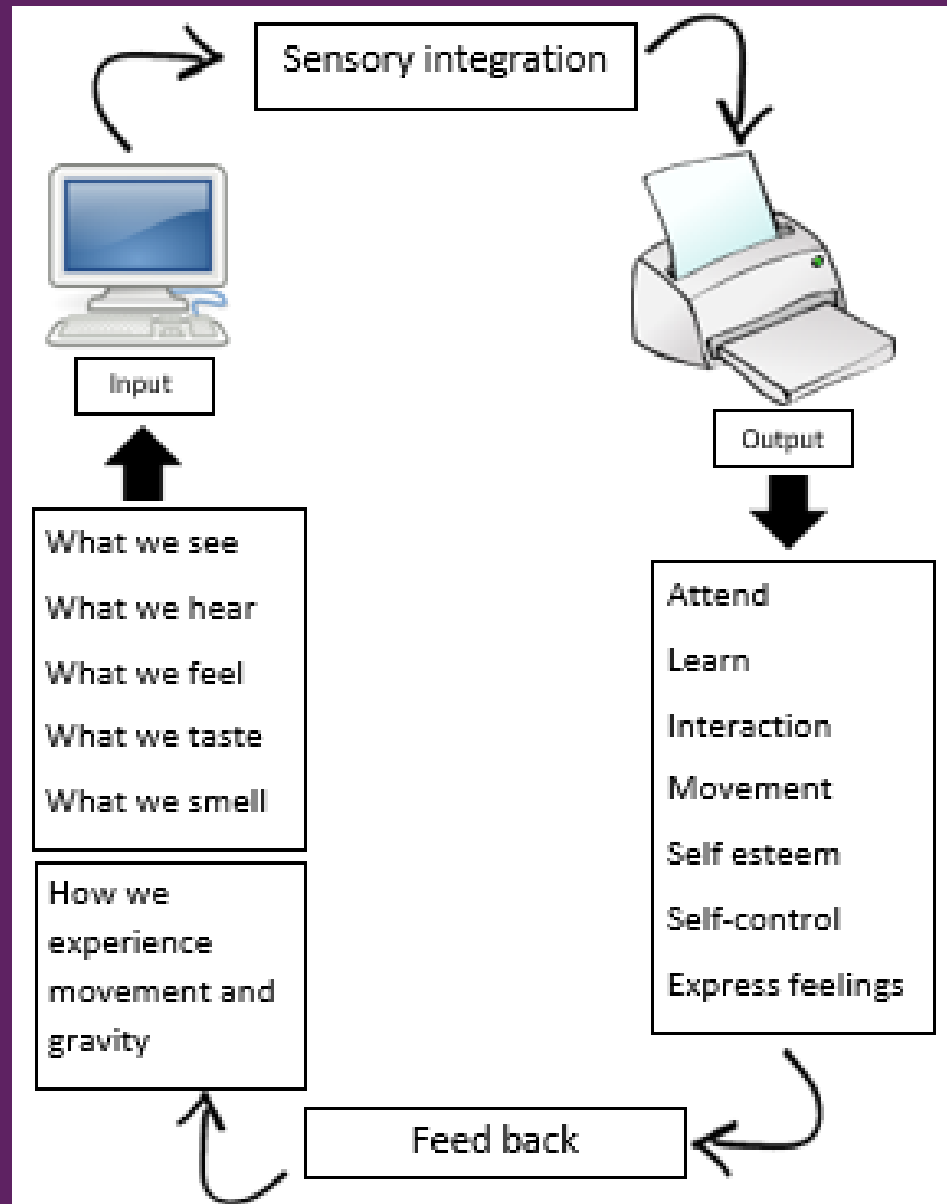 Sensory integration
Input
Output
What we see
What we hear
What we feel
What we taste
What we smell
How we
experience
movement and
gravity
Attend
Learn
Interaction
Movement
Self esteem
Self-control
Express feelings
Feed back